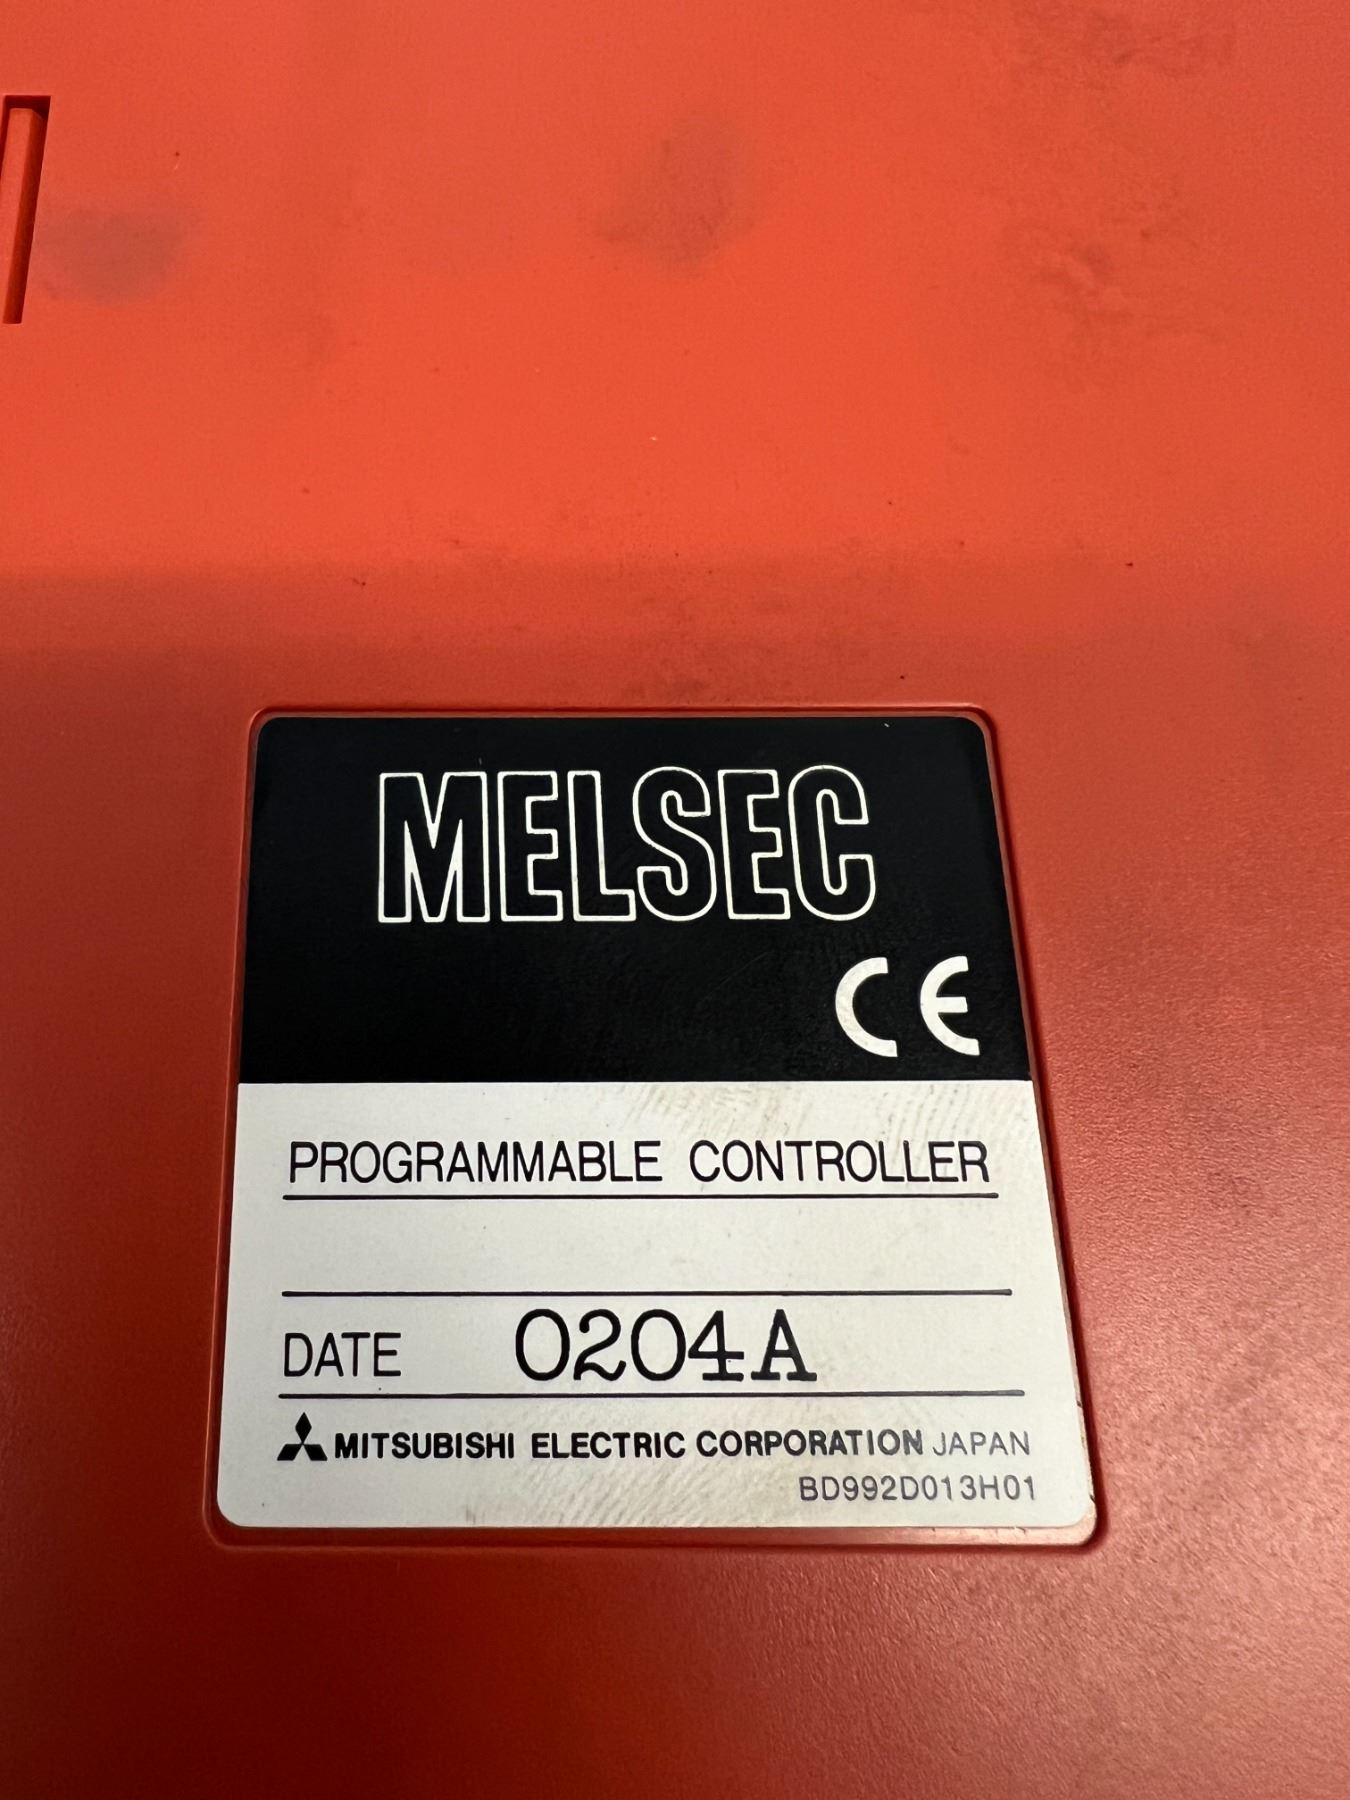 MELSEC
CE
PROGRAMMABLE CONTROLLER
DATE 0204A
MITSUBISHI ELECTRIC CORPORATION JAPAN
BD992D013H01